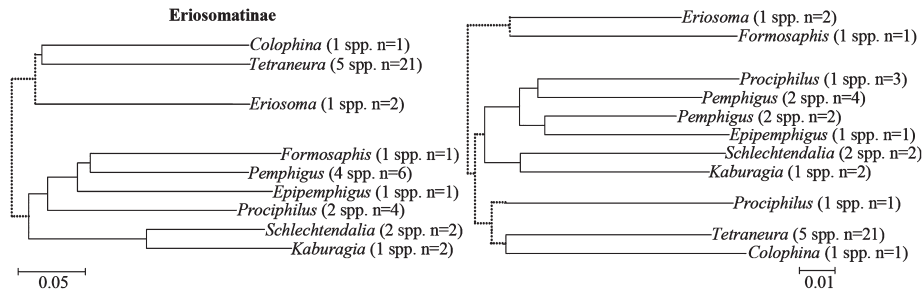 Eriosomatinae
Colophina (1 spp. n=1)
Tetraneura (5 spp. n=21)
Eriosoma (1 spp. n=2)
Formosaphis (1 spp. n=1)
Pemphigus (4 spp. n=6)
Epipemphigus (1 spp. n=1)
Prociphilus (2 spp. n=4)
Schlechtendalia (2 spp. n=2)
Kaburagia (1 spp. n=2)
0.05
Eriosoma (1 spp. n=2)
Formosaphis (1 spp. n=1)
Prociphilus (1 spp. n=3)
Pemphigus (2 spp. n=4)
Pemphigus (2 spp. n=2)
Epipemphigus (1 spp. n=1)
Schlechtendalia (2 spp. n=2)
Kaburagia (1 spp. n=2)
Prociphilus (1 spp. n=1)
Tetraneura (5 spp. n=21)
Colophina (1 spp. n=1)
0.01